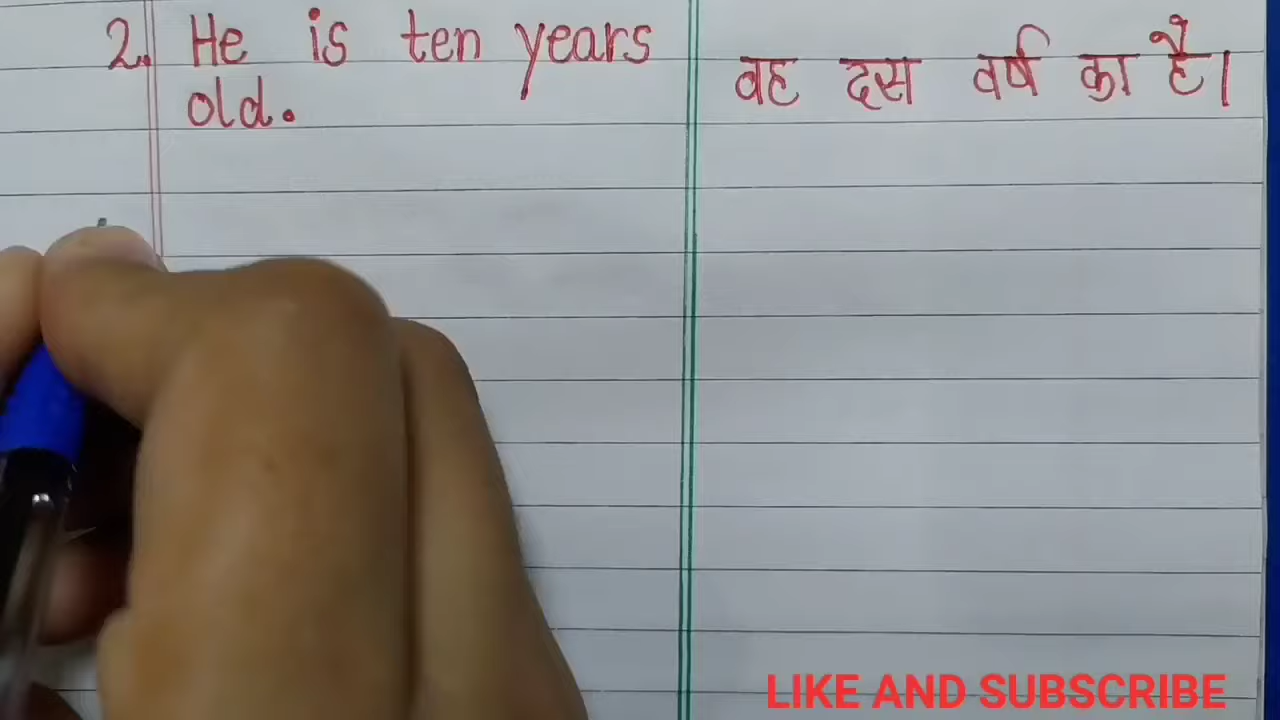 2. He is ten years
old.
वह दस वर्ष का है।
LIKE AND SUBSCRIBE